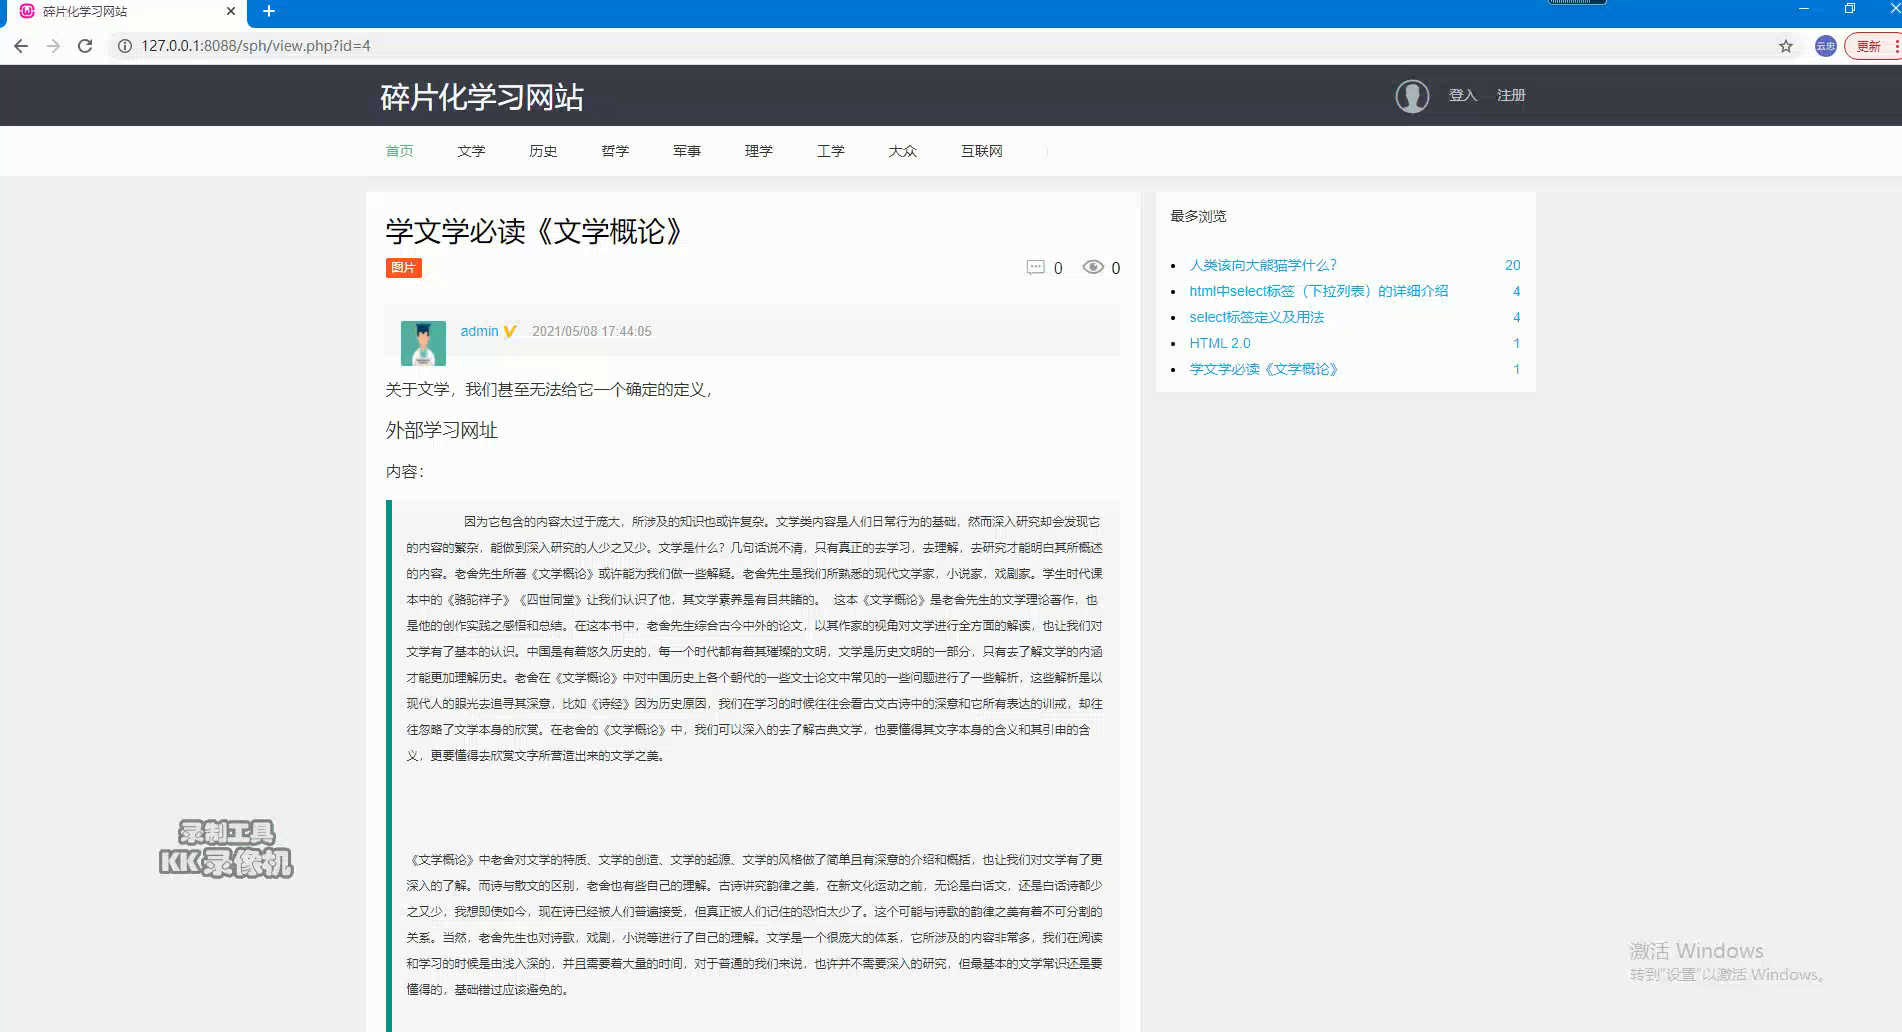 碎片化学习网站
127.0.0.1:8088/sph/view.php?id=4
云忠
更新
碎片化学习网站
登入
注册
首页
文学
历史
哲学
军事
理学
工学
大众
互联网
学文学必读《文学概论》
图片
0
0
admin
2021/05/08 17:44:05
关于文学，我们甚至无法给它一个确定的定义，
外部学习网址
内容：
因为它包含的内容太过于庞大，所涉及的知识也或许复杂。文学类内容是人们日常行为的基础，然而深入研究却会发现它
的内容的繁杂，能做到深入研究的人少之又少。文学是什么？几句话说不清，只有真正的去学习，去理解，去研究才能明白其所概述
的内容。老舍先生所著《文学概论》或许能为我们做一些解疑。老舍先生是我们所熟悉的现代文学家，小说家，戏剧家。学生时代课
本中的《骆驼祥子》《四世同堂》让我们认识了他，其文学素养是有目共睹的。 这本《文学概论》是老舍先生的文学理论著作，也
是他的创作实践之感悟和总结。在这本书中，老舍先生综合古今中外的论文，以其作家的视角对文学进行全方面的解读，也让我们对
文学有了基本的认识。中国是有着悠久历史的，每一个时代都有着其璀璨的文明，文学是历史文明的一部分，只有去了解文学的内涵
才能更加理解历史。老舍在《文学概论》中对中国历史上各个朝代的一些文士论文中常见的一些问题进行了一些解析，这些解析是以
现代人的眼光去追寻其深意，比如《诗经》因为历史原因，我们在学习的时候往往会看古文古诗中的深意和它所有表达的训戒，却往
往忽略了文学本身的欣赏。在老舍的《文学概论》中，我们可以深入的去了解古典文学，也要懂得其文字本身的含义和其引申的含
义，更要懂得去欣赏文字所营造出来的文学之美。
《文学概论》中老舍对文学的特质、文学的创造、文学的起源、文学的风格做了简单且有深意的介绍和概括，也让我们对文学有了更
深入的了解。而诗与散文的区别，老舍也有些自己的理解。古诗讲究韵律之美，在新文化运动之前，无论是白话文，还是白话诗都少
之又少，我想即使如今，现在诗已经被人们普遍接受，但真正被人们记住的恐怕太少了。这个可能与诗歌的韵律之美有着不可分割的
关系。当然，老舍先生也对诗歌，戏剧，小说等进行了自己的理解。文学是一个很庞大的体系，它所涉及的内容非常多，我们在阅读
和学习的时候是由浅入深的，并且需要着大量的时间，对于普通的我们来说，也许并不需要深入的研究，但最基本的文学常识还是要
懂得的，基础错过应该避免的。
最多浏览
人类该向大熊猫学什么？ 20
html中select标签（下拉列表）的详细介绍 4
select标签定义及用法 4
HTML 2.0 1
学文学必读《文学概论》 1
录制工具
KK录像机
激活 Windows
转到"设置"以激活 Windows。